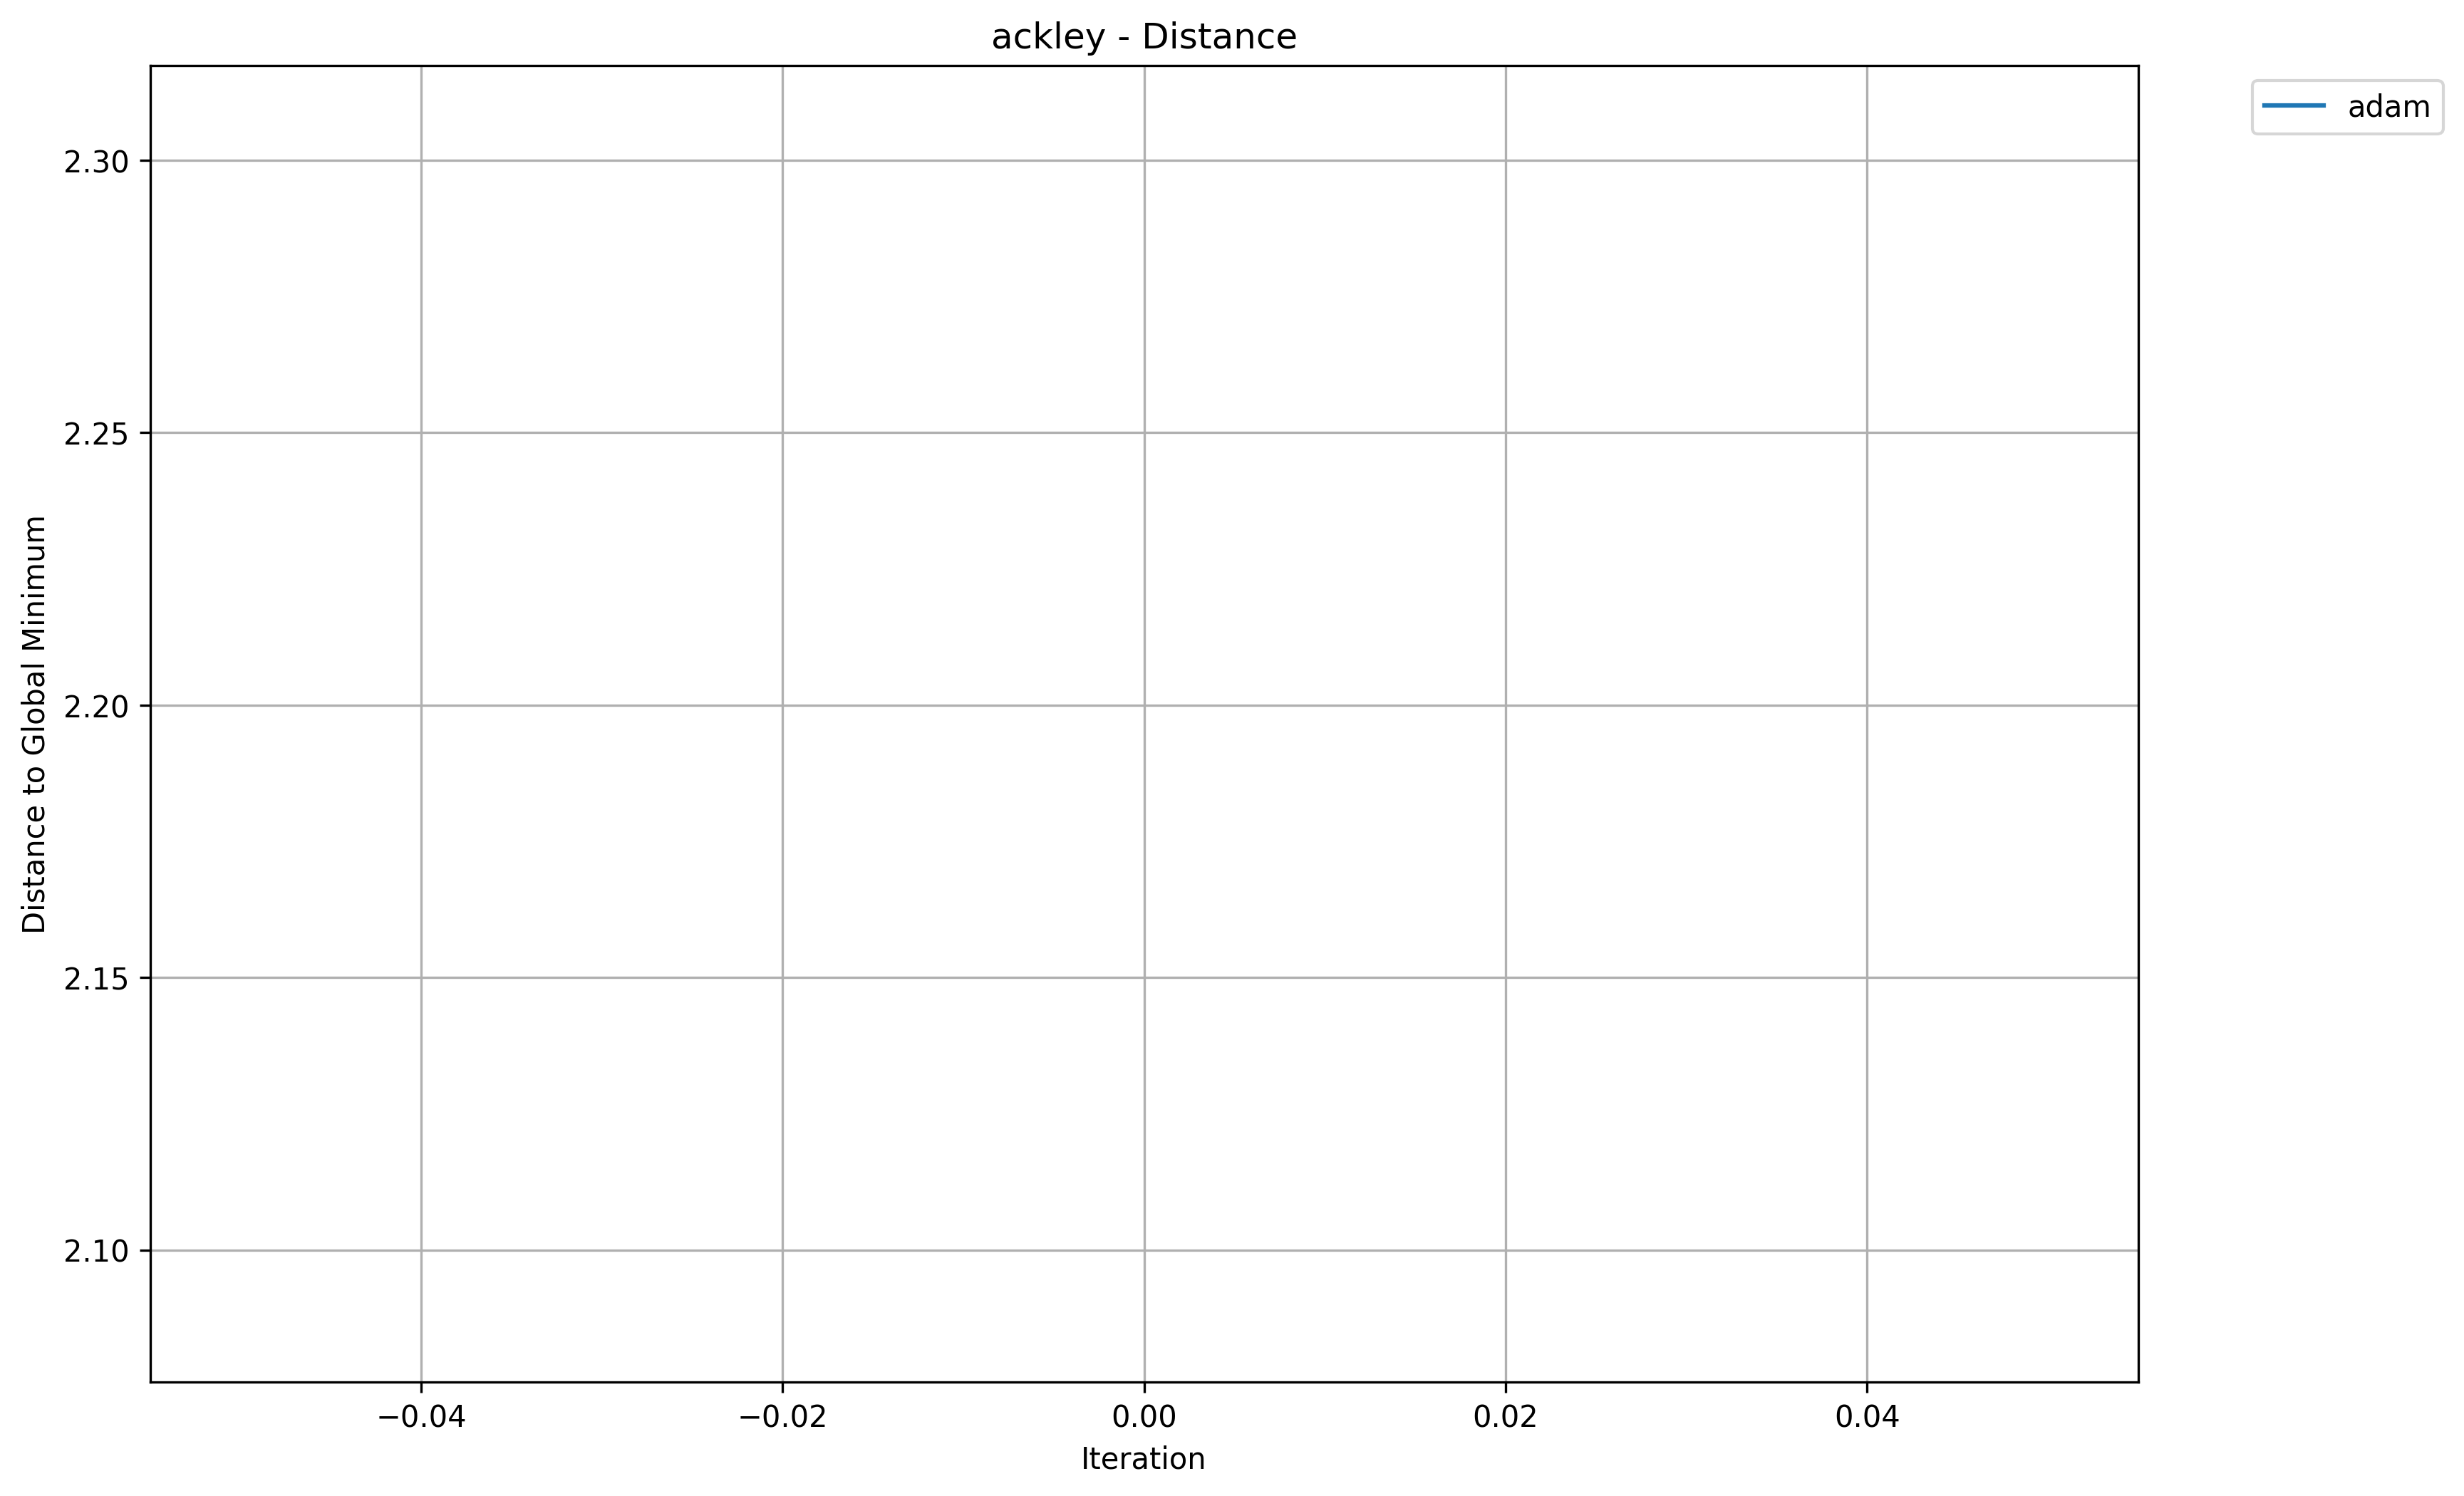 ackley - Distance
adam
2.30
2.25
2.20
2.15
2.10
Distance to Global Minimum
−0.04 −0.02 0.00 0.02 0.04
Iteration